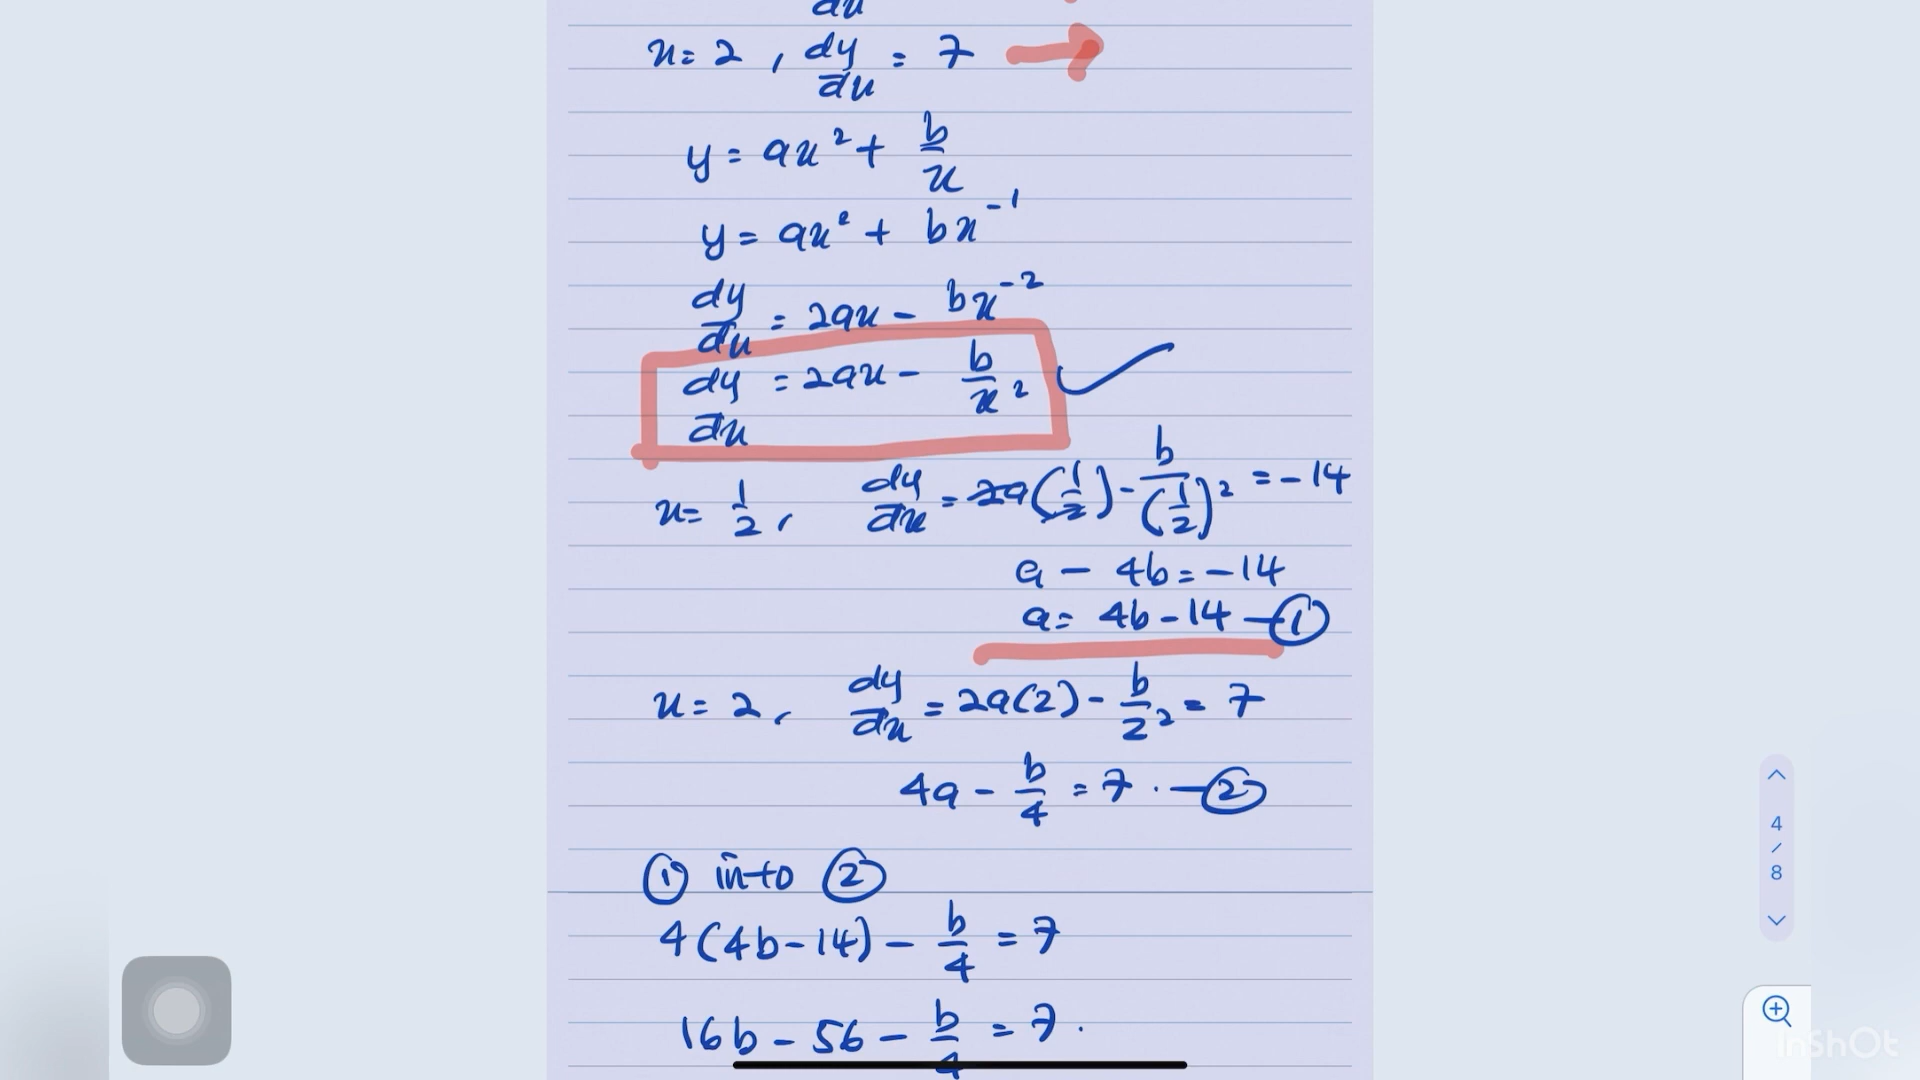 dx
x = 2 , dy/dx = 7
y = ax² + b/x
y = ax² + bx⁻¹
dy/dx = 2ax - bx⁻²
dy/dx = 2ax - b/x²
x = 1/2 , dy/dx = 2a(1/2) - b/(1/2)² = -14
a - 4b = -14
a = 4b - 14 — ①
x = 2 , dy/dx = 2a(2) - b/2² = 7
4a - b/4 = 7 . — ②
① into ②
4(4b - 14) - b/4 = 7
16b - 56 - b/4 = 7 .
4
/
8
InShOt